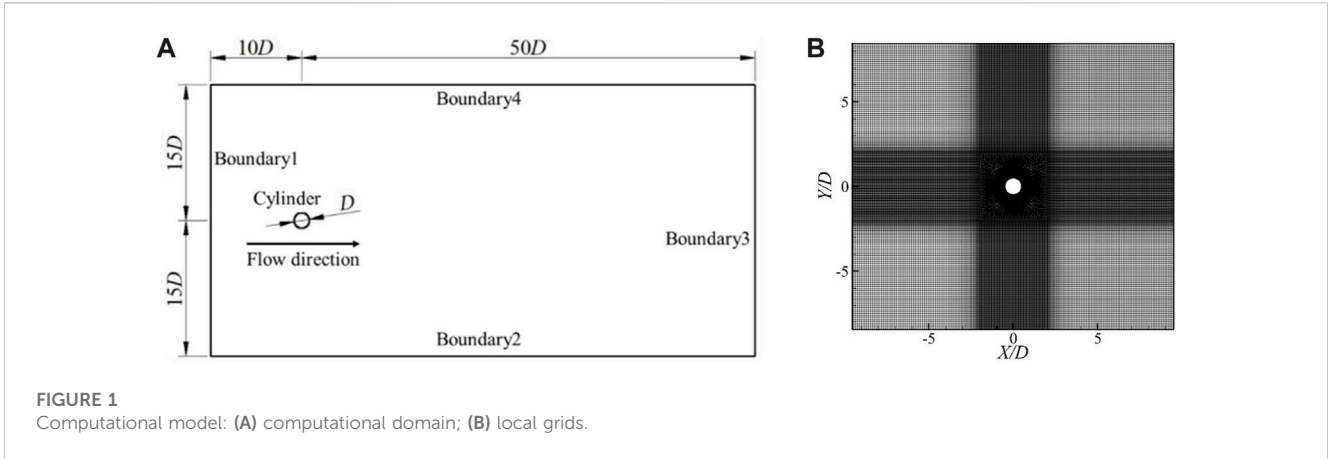 A
10D
50D
Boundary4
15D
Boundary1
Cylinder
D
Flow direction
Boundary3
15D
Boundary2
B
5
0
-5
Y/D
-5
0
5
X/D
FIGURE 1
Computational model: (A) computational domain; (B) local grids.